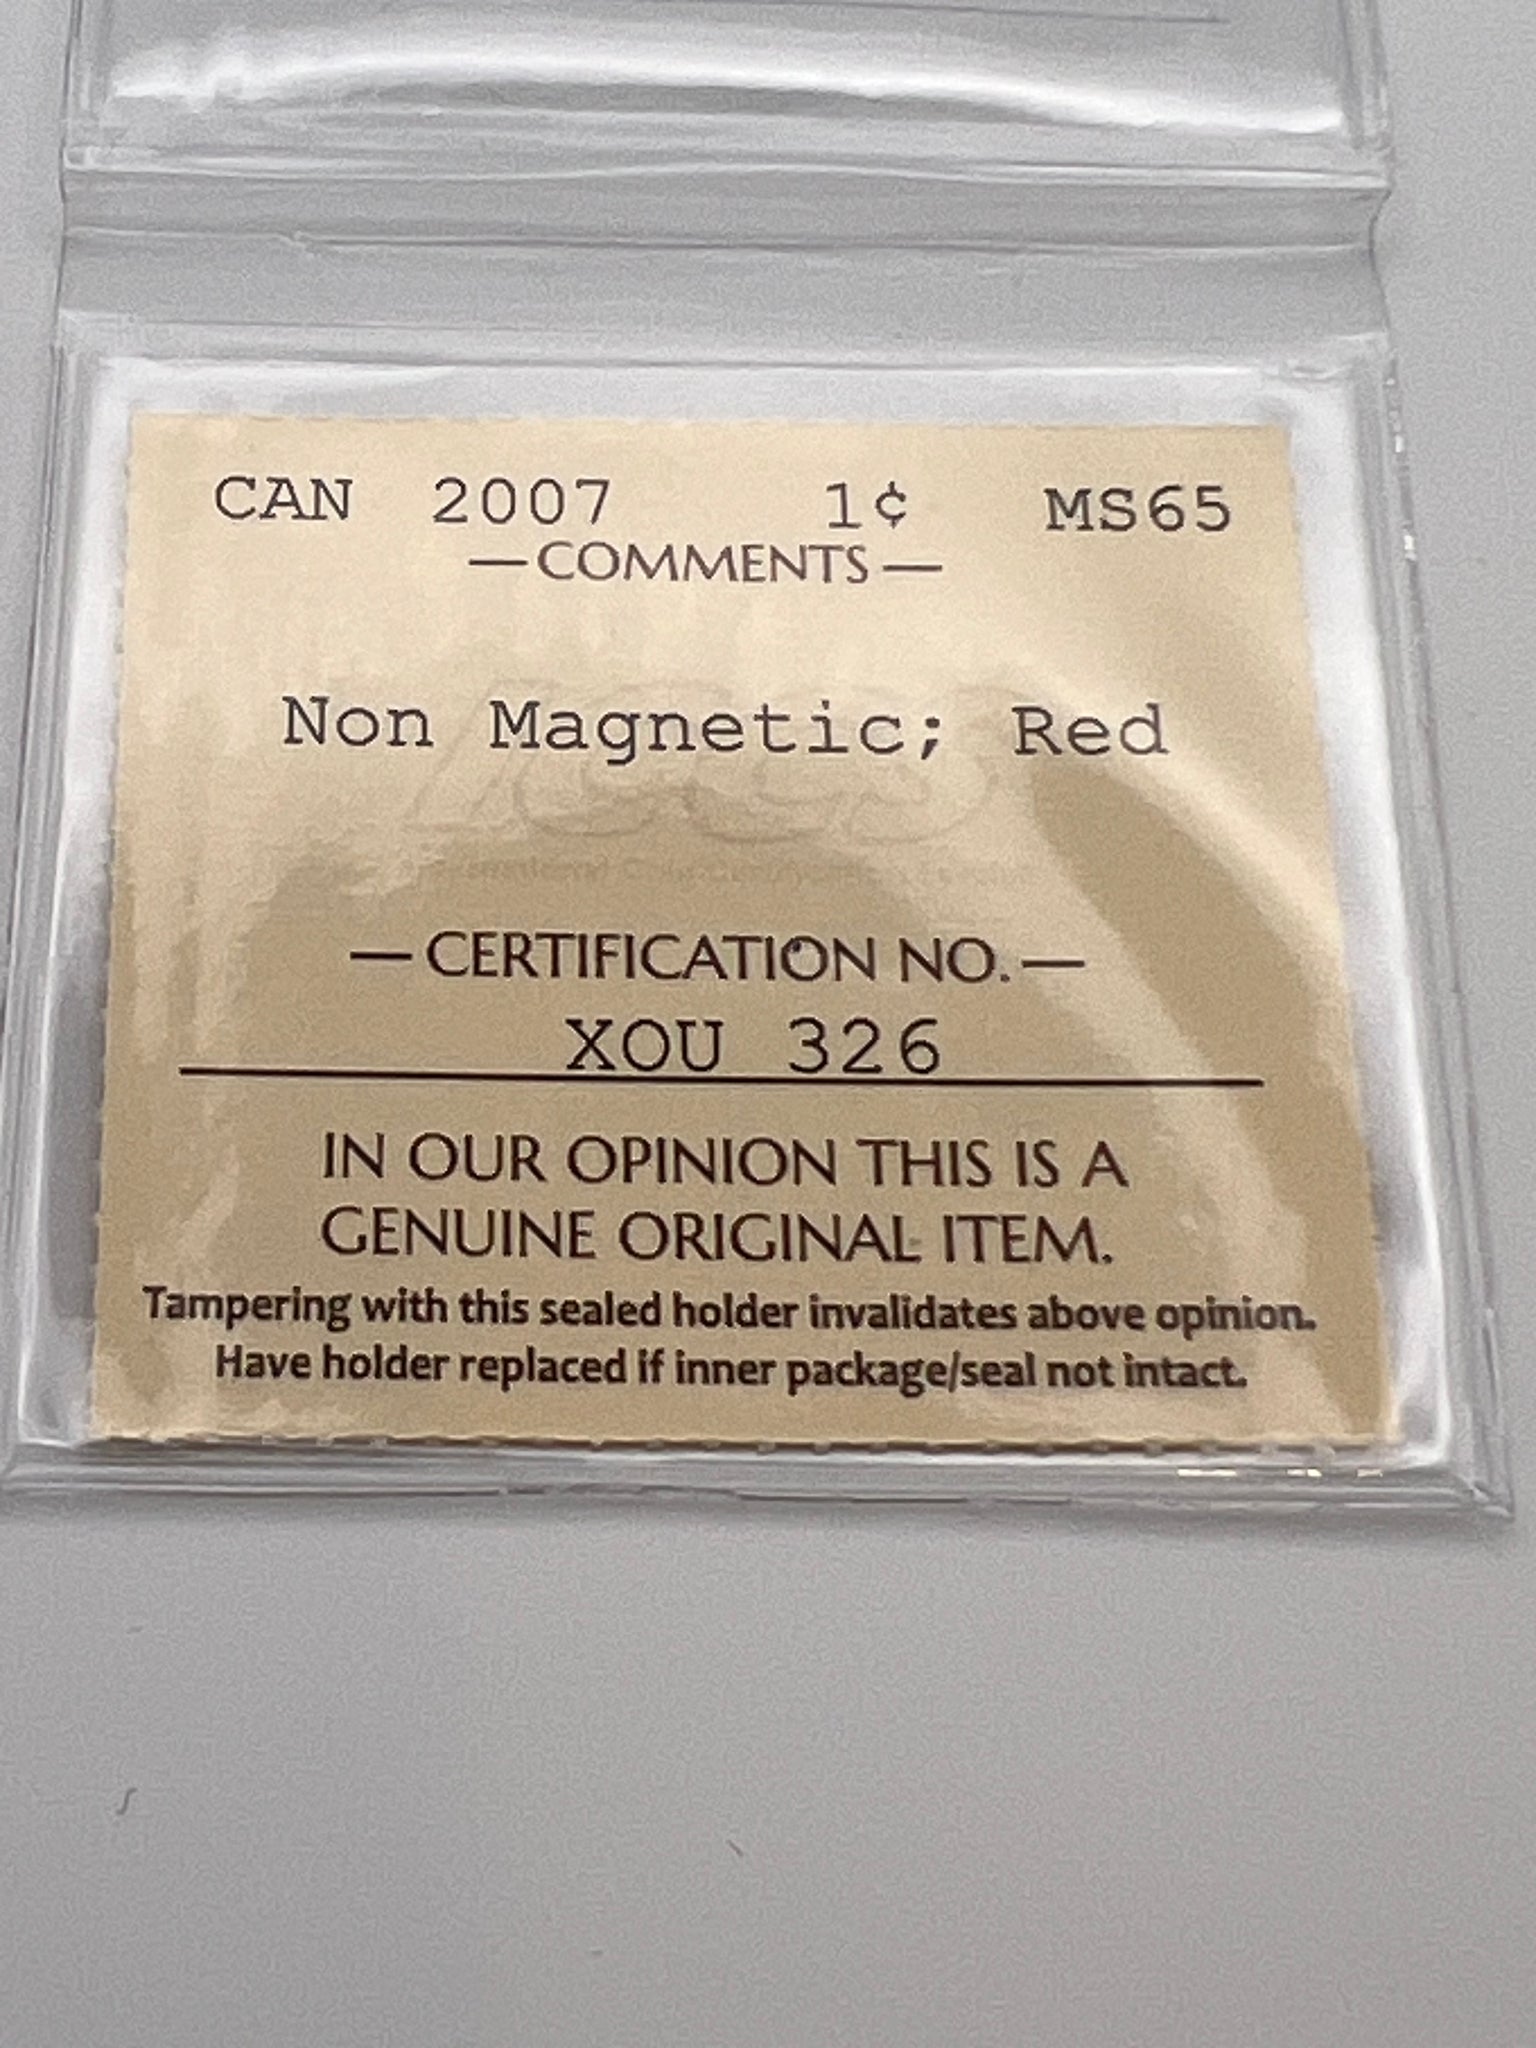 CAN 2007 1¢ MS65
—COMMENTS—
Non Magnetic; Red
ICCS
—CERTIFICATION NO.—
XOU 326
IN OUR OPINION THIS IS A
GENUINE ORIGINAL ITEM.
Tampering with this sealed holder invalidates above opinion.
Have holder replaced if inner package/seal not intact.